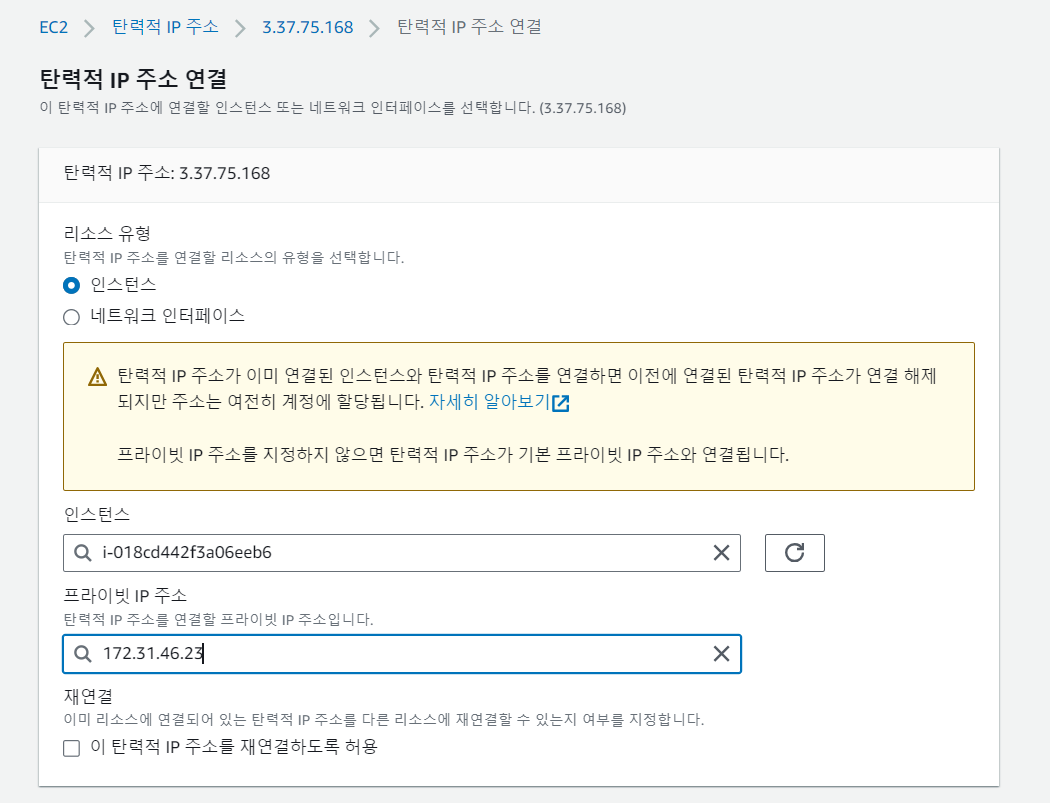 EC2 > 탄력적 IP 주소 > 3.37.75.168 > 탄력적 IP 주소 연결
탄력적 IP 주소 연결
이 탄력적 IP 주소에 연결할 인스턴스 또는 네트워크 인터페이스를 선택합니다. (3.37.75.168)
탄력적 IP 주소: 3.37.75.168
리소스 유형
탄력적 IP 주소를 연결할 리소스의 유형을 선택합니다.
인스턴스
네트워크 인터페이스
탄력적 IP 주소가 이미 연결된 인스턴스와 탄력적 IP 주소를 연결하면 이전에 연결된 탄력적 IP 주소가 연결 해제
되지만 주소는 여전히 계정에 할당됩니다. 자세히 알아보기
프라이빗 IP 주소를 지정하지 않으면 탄력적 IP 주소가 기본 프라이빗 IP 주소와 연결됩니다.
인스턴스
i-018cd442f3a06eeb6
프라이빗 IP 주소
탄력적 IP 주소를 연결할 프라이빗 IP 주소입니다.
172.31.46.23
재연결
이미 리소스에 연결되어 있는 탄력적 IP 주소를 다른 리소스에 재연결할 수 있는지 여부를 지정합니다.
이 탄력적 IP 주소를 재연결하도록 허용